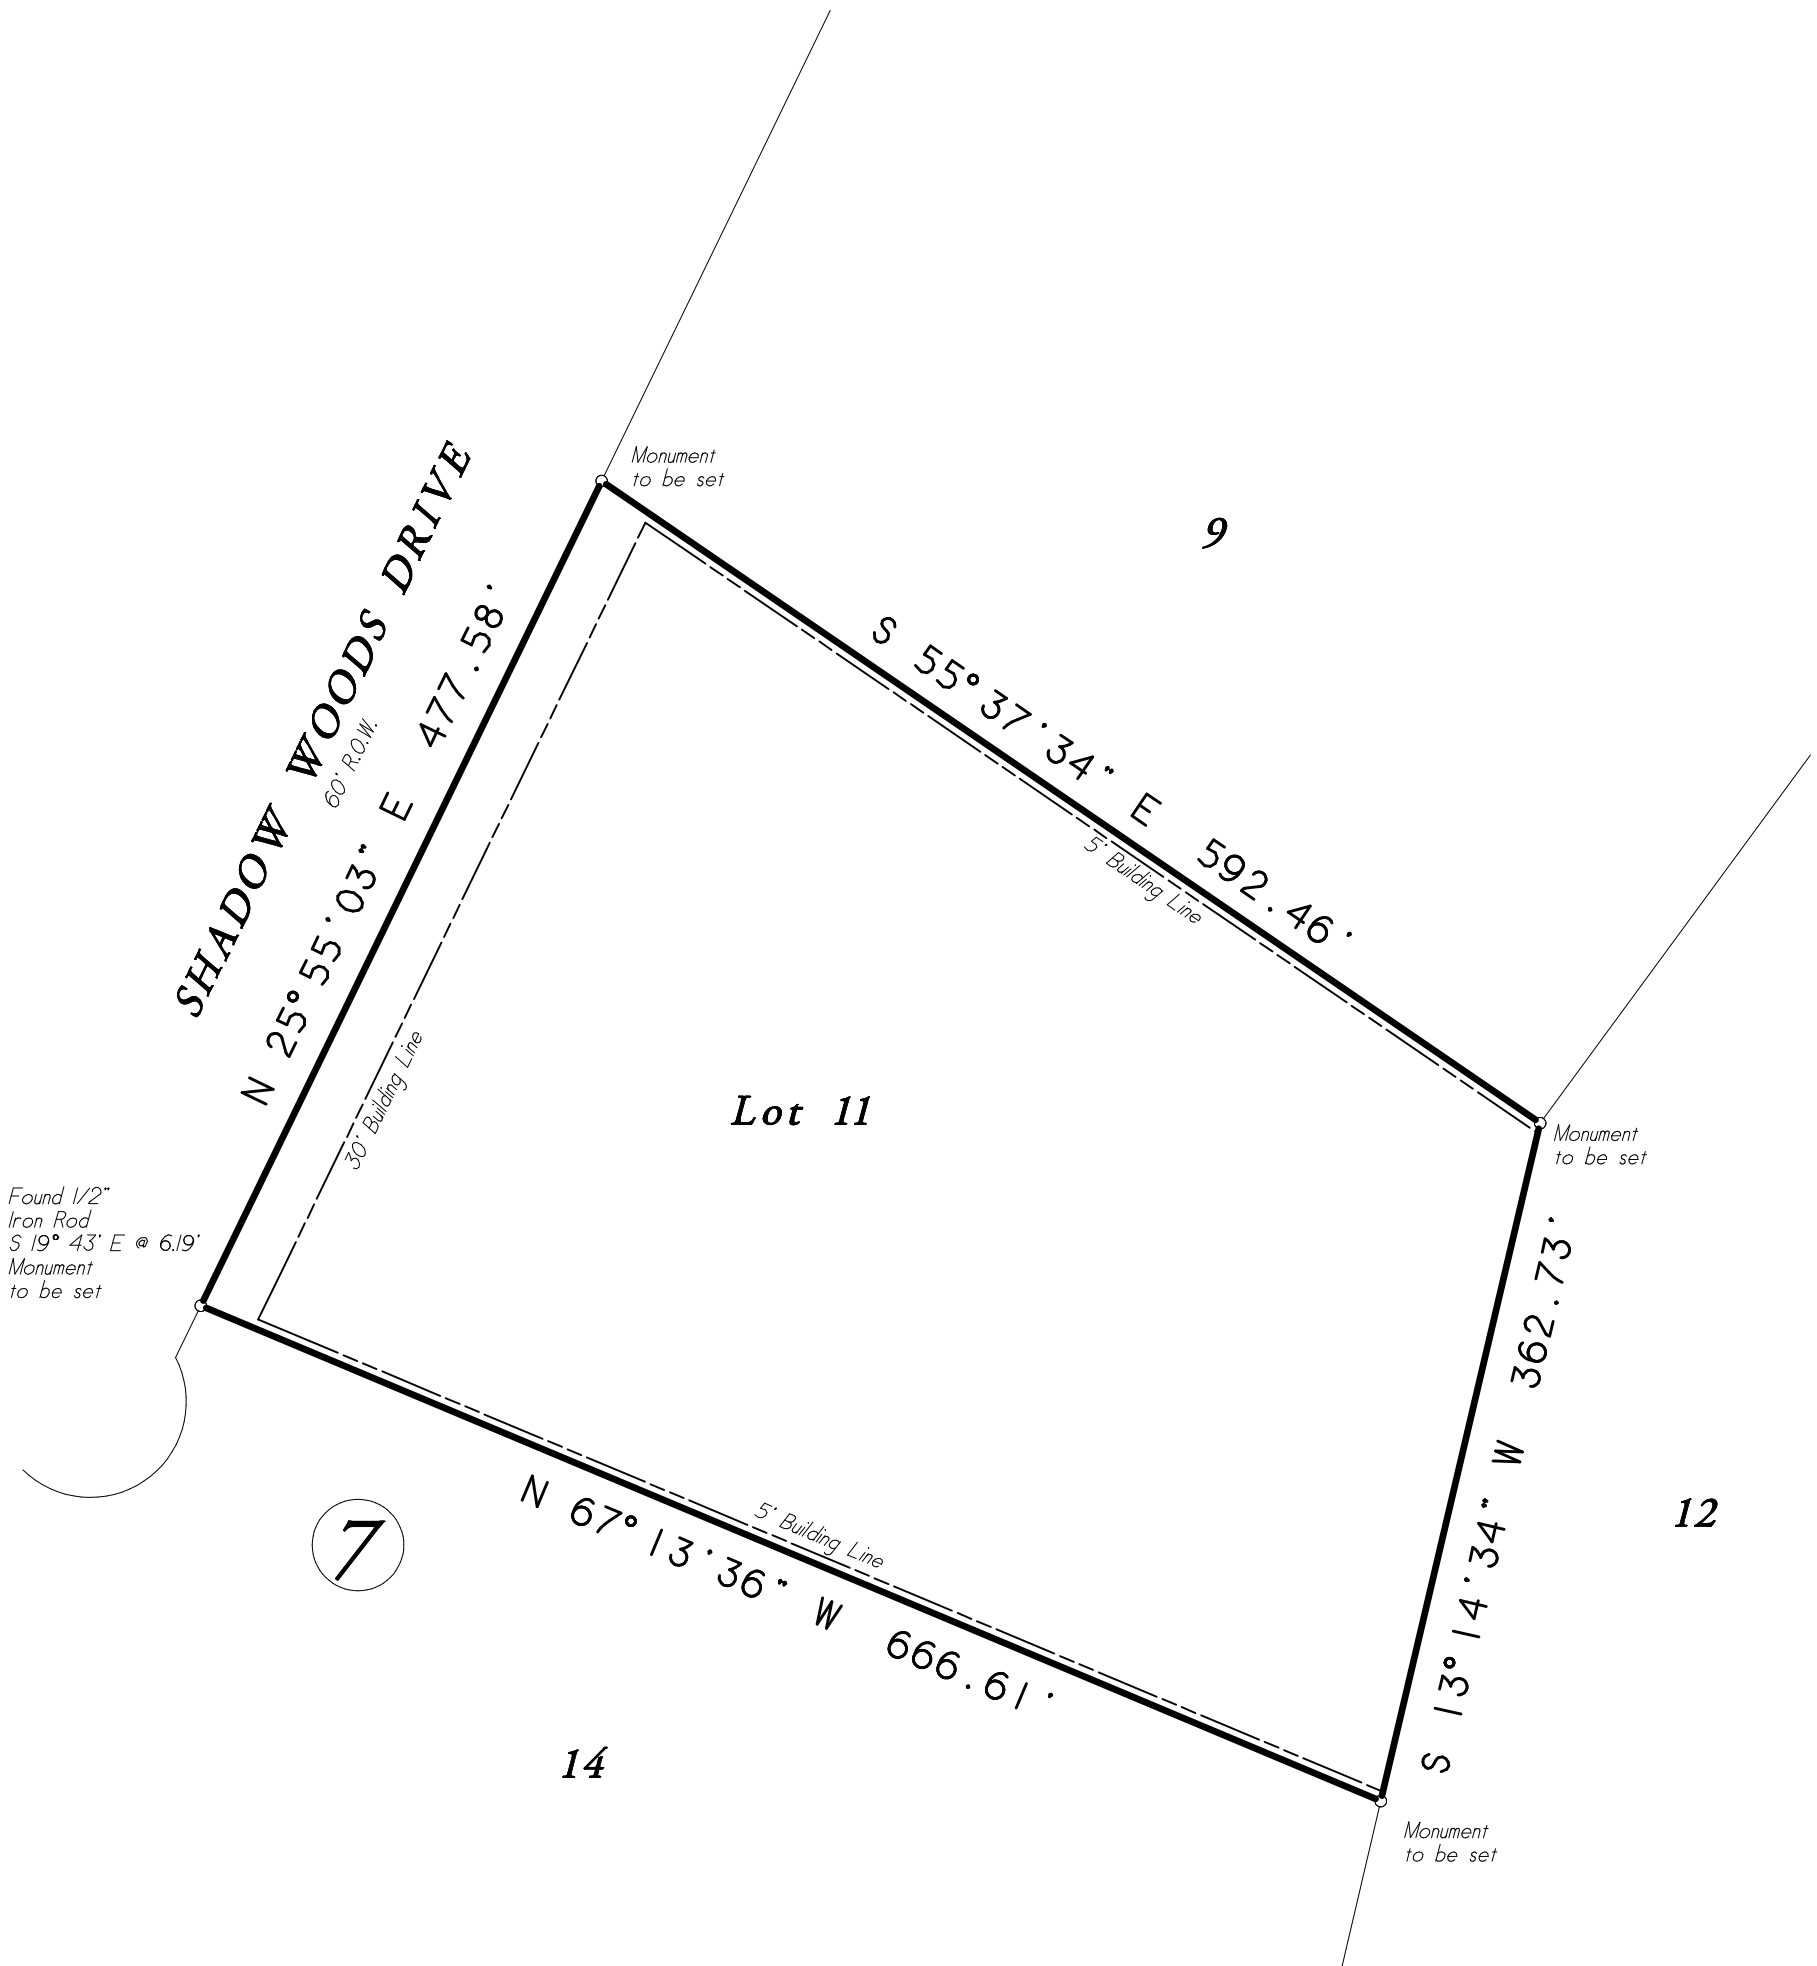 Monument
to be set
SHADOW WOODS DRIVE
60' R.O.W.
N 25°55'03" E 477.58'
9
S 55°37'34" E 592.46'
5' Building Line
30' Building Line
Lot 11
Monument
to be set
Found 1/2"
Iron Rod
S 19° 43' E @ 6.19'
Monument
to be set
S 13°14'34" W 362.73'
12
N 67°13'36" W 666.61'
5' Building Line
7
14
Monument
to be set